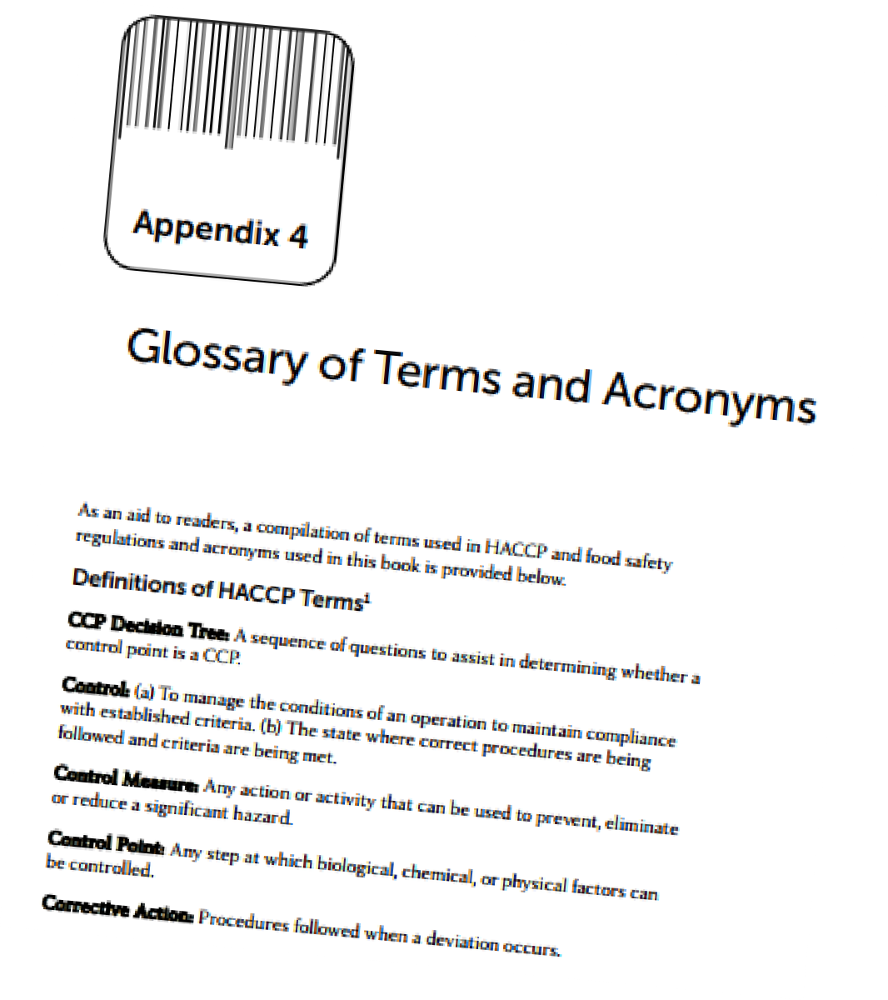 Appendix 4
Glossary of Terms and Acronyms
As an aid to readers, a compilation of terms used in HACCP and food safety
regulations and acronyms used in this book is provided below.
Definitions of HACCP Terms¹
CCP Decision Tree: A sequence of questions to assist in determining whether a
control point is a CCP.
Control: (a) To manage the conditions of an operation to maintain compliance
with established criteria. (b) The state where correct procedures are being
followed and criteria are being met.
Control Measure: Any action or activity that can be used to prevent, eliminate
or reduce a significant hazard.
Control Point: Any step at which biological, chemical, or physical factors can
be controlled.
Corrective Action: Procedures followed when a deviation occurs.